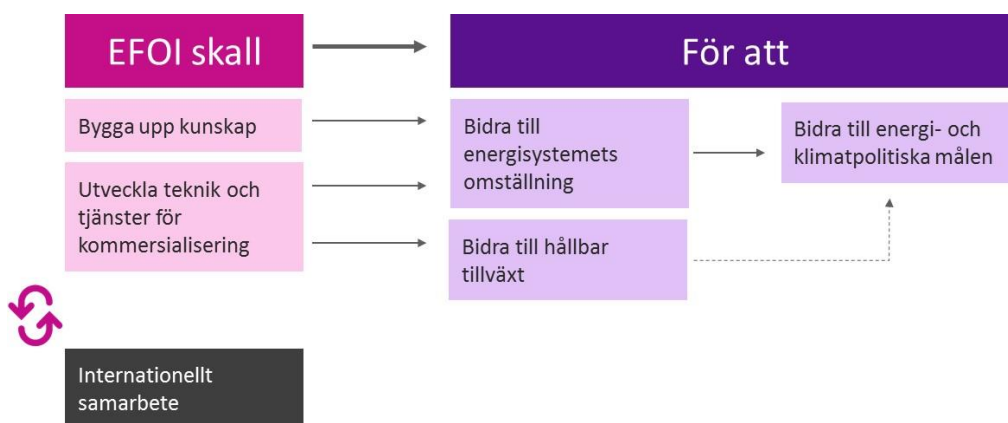 EFOI skall
För att
Bygga upp kunskap
Utveckla teknik och
tjänster för
kommersialisering
Bidra till
energisystemets
omställning
Bidra till energi- och
klimatpolitiska målen
Bidra till hållbar
tillväxt
Internationellt
samarbete